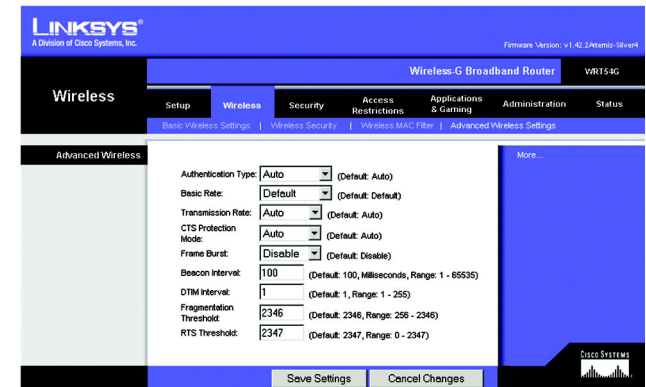 LINKSYS®
A Division of Cisco Systems, Inc.
Firmware Version: v1.42.2Artemis-Silver4
Wireless-G Broadband Router WRT54G
Wireless
Setup Wireless Security Access Restrictions Applications & Gaming Administration Status
Basic Wireless Settings | Wireless Security | Wireless MAC Filter | Advanced Wireless Settings
Advanced Wireless
More...
Authentication Type: Auto (Default: Auto)
Basic Rate: Default (Default: Default)
Transmission Rate: Auto (Default: Auto)
CTS Protection Mode: Auto (Default: Auto)
Frame Burst: Disable (Default: Disable)
Beacon Interval: 100 (Default: 100, Milliseconds, Range: 1 - 65535)
DTIM Interval: 1 (Default: 1, Range: 1 - 255)
Fragmentation Threshold: 2346 (Default: 2346, Range: 256 - 2346)
RTS Threshold: 2347 (Default: 2347, Range: 0 - 2347)
Save Settings Cancel Changes
CISCO SYSTEMS